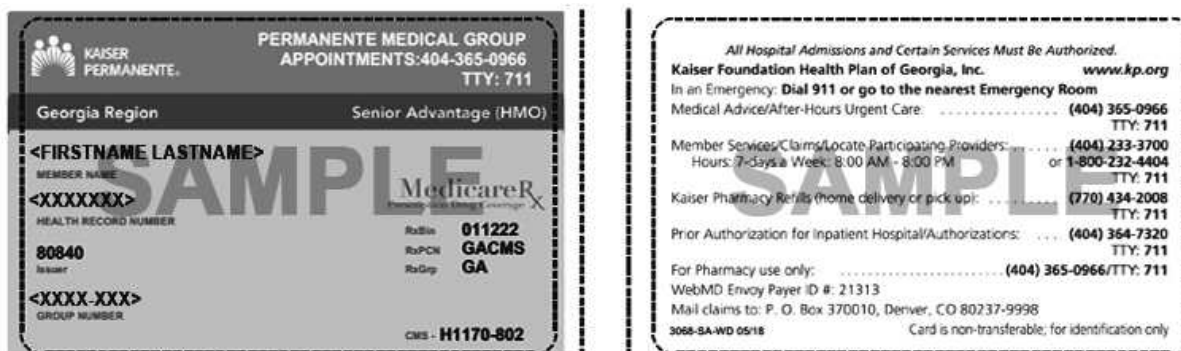 KAISER
PERMANENTE®
PERMANENTE MEDICAL GROUP
APPOINTMENTS:404-365-0966
TTY: 711
Georgia Region Senior Advantage (HMO)
SAMPLE
<FIRSTNAME LASTNAME>
MEMBER NAME
<XXXXXXX>
HEALTH RECORD NUMBER
MedicareRx
Prescription Drug Coverage
80840
Issuer
RxBin 011222
RxPCN GACMS
RxGrp GA
<XXXX-XXX>
GROUP NUMBER
CMS - H1170-802
All Hospital Admissions and Certain Services Must Be Authorized.
Kaiser Foundation Health Plan of Georgia, Inc. www.kp.org
In an Emergency: Dial 911 or go to the nearest Emergency Room
Medical Advice/After-Hours Urgent Care: . . . . . . . . . . . . . . . (404) 365-0966
TTY: 711
SAMPLE
Member Services/Claims/Locate Participating Providers: . . . (404) 233-3700
Hours: 7-days a Week: 8:00 AM - 8:00 PM or 1-800-232-4404
TTY: 711
Kaiser Pharmacy Refills (home delivery or pick up): . . . . . . . . (770) 434-2008
TTY: 711
Prior Authorization for Inpatient Hospital/Authorizations: . . . . (404) 364-7320
TTY: 711
For Pharmacy use only: . . . . . . . . . . . . . . . . . . . . (404) 365-0966/TTY: 711
WebMD Envoy Payer ID #: 21313
Mail claims to: P. O. Box 370010, Denver, CO 80237-9998
3068-SA-WD 05/18 Card is non-transferable; for identification only